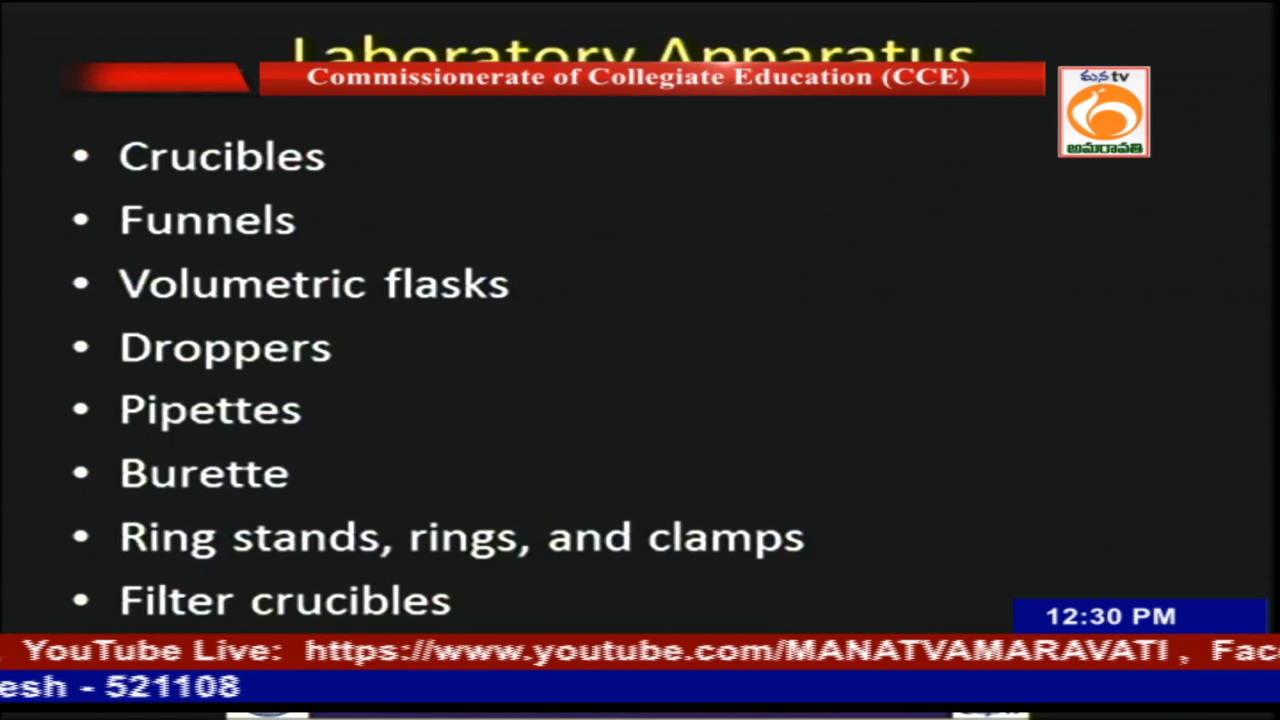 Laboratory Apparatus
Commissionerate of Collegiate Education (CCE)
మన tv
అమరావతి
• Crucibles
• Funnels
• Volumetric flasks
• Droppers
• Pipettes
• Burette
• Ring stands, rings, and clamps
• Filter crucibles
12:30 PM
YouTube Live: https://www.youtube.com/MANATVAMARAVATI , Fac
esh - 521108